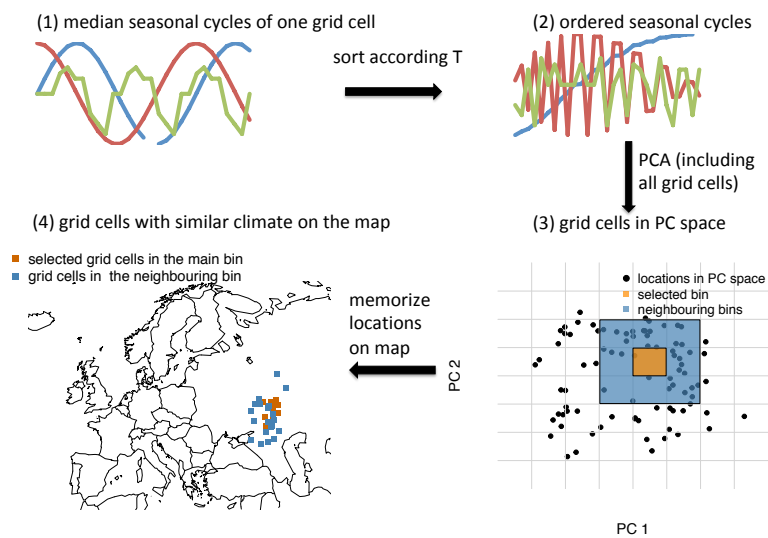 (1) median seasonal cycles of one grid cell
sort according T
(2) ordered seasonal cycles
PCA (including
all grid cells)
(3) grid cells in PC space
locations in PC space
selected bin
neighbouring bins
PC 2
PC 1
memorize
locations
on map
(4) grid cells with similar climate on the map
selected grid cells in the main bin
grid cells in the neighbouring bin